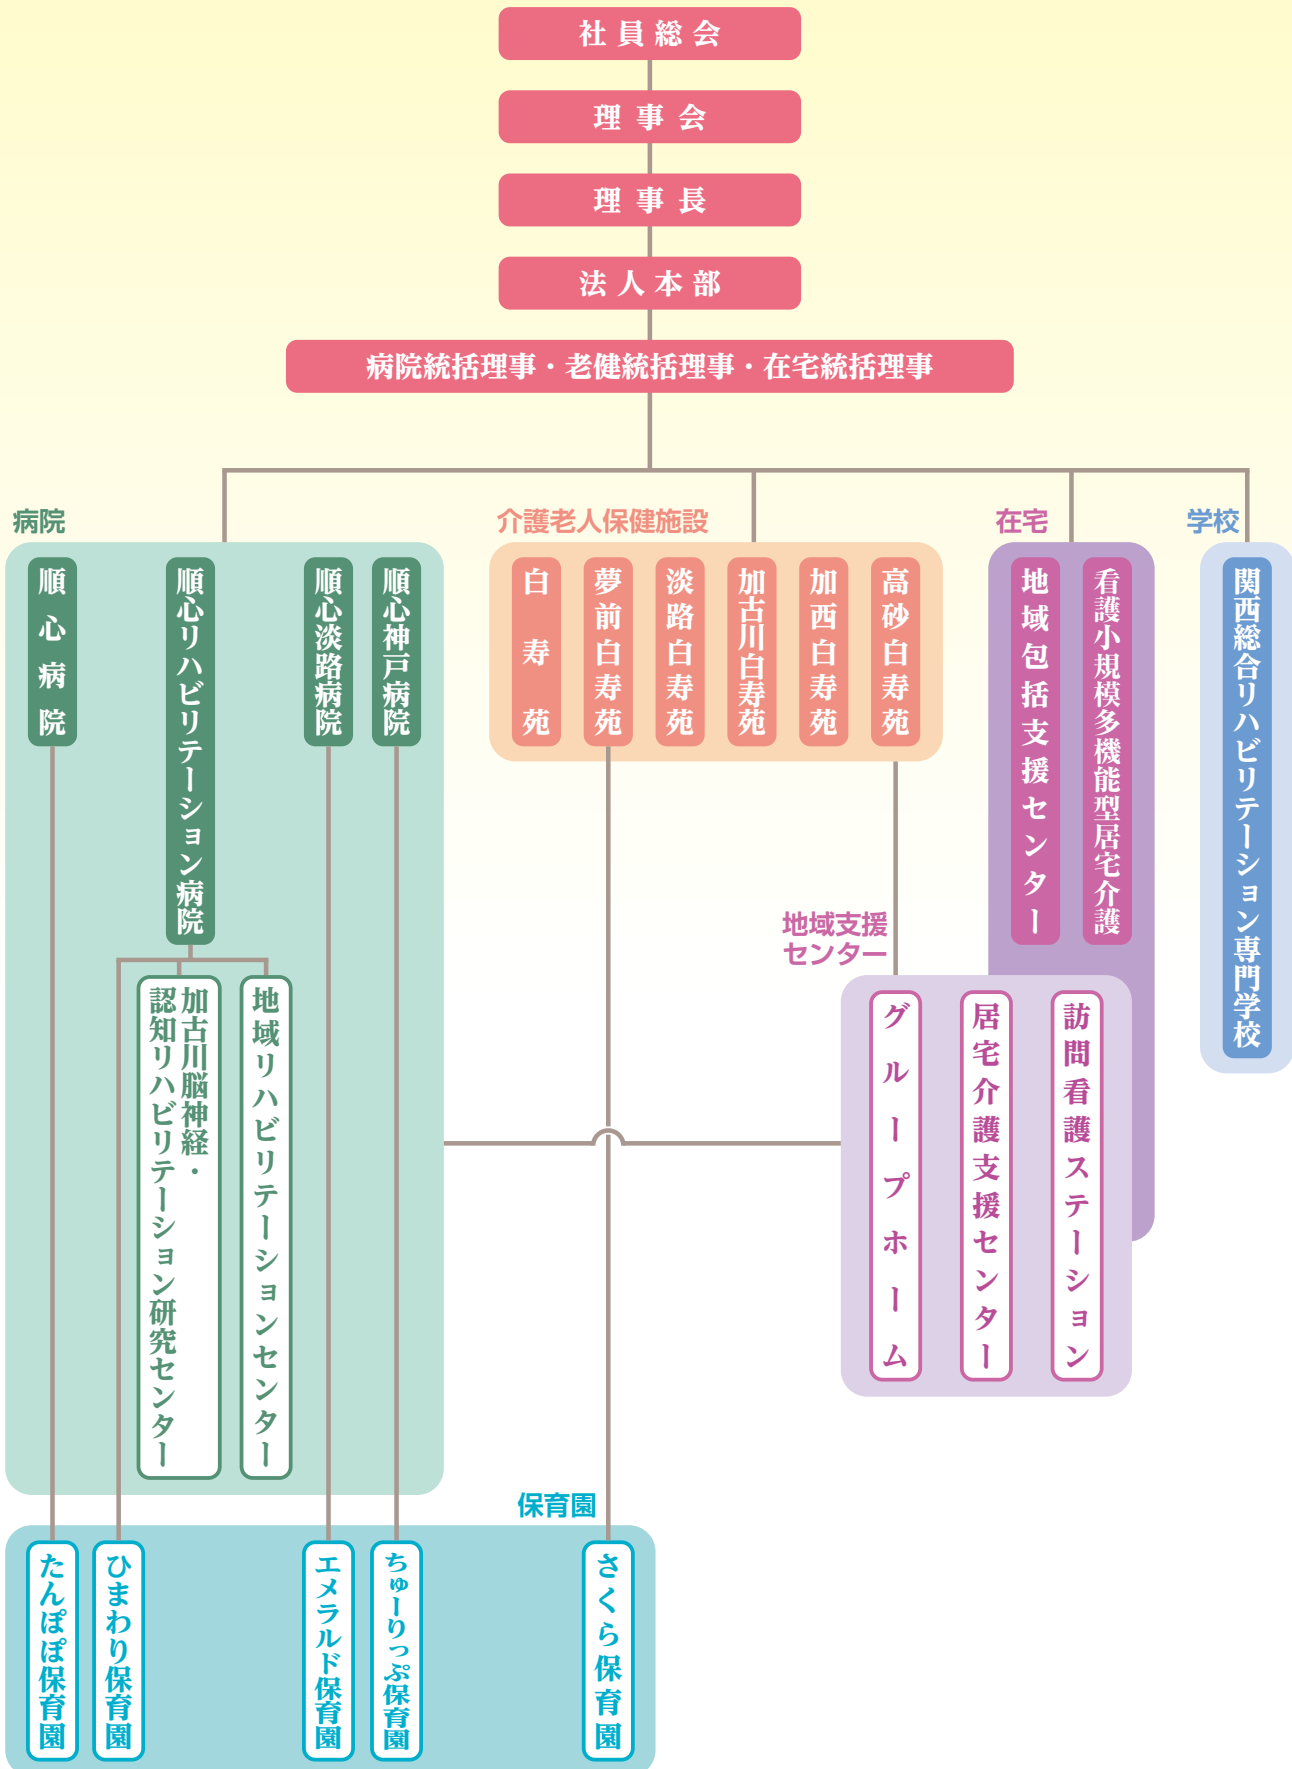 社員総会
理事会
理事長
法人本部
病院統括理事・老健統括理事・在宅統括理事
病院
順心病院
順心リハビリテーション病院
順心淡路病院
順心神戸病院
加古川脳神経・
認知リハビリテーション研究センター
地域リハビリテーションセンター
介護老人保健施設
白寿苑
夢前白寿苑
淡路白寿苑
加古川白寿苑
加西白寿苑
高砂白寿苑
在宅
地域包括支援センター
看護小規模多機能型居宅介護
学校
関西総合リハビリテーション専門学校
地域支援
センター
グループホーム
居宅介護支援センター
訪問看護ステーション
保育園
たんぽぽ保育園
ひまわり保育園
エメラルド保育園
ちゅーりっぷ保育園
さくら保育園